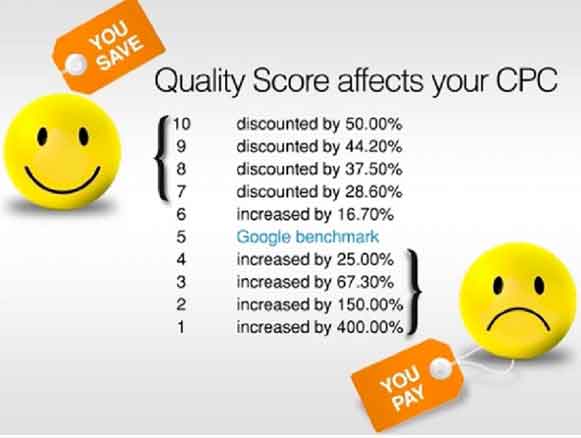 YOU
SAVE
Quality Score affects your CPC
10 discounted by 50.00%
9 discounted by 44.20%
8 discounted by 37.50%
7 discounted by 28.60%
6 increased by 16.70%
5 Google benchmark
4 increased by 25.00%
3 increased by 67.30%
2 increased by 150.00%
1 increased by 400.00%
YOU
PAY